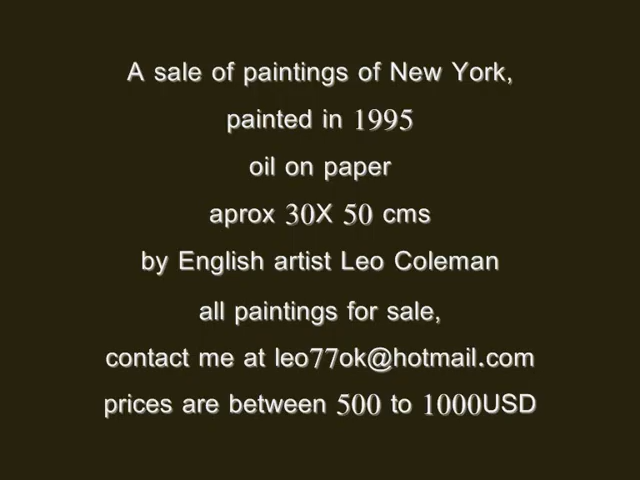 A sale of paintings of New York,
painted in 1995
oil on paper
aprox 30X 50 cms
by English artist Leo Coleman
all paintings for sale,
contact me at leo77ok@hotmail.com
prices are between 500 to 1000USD